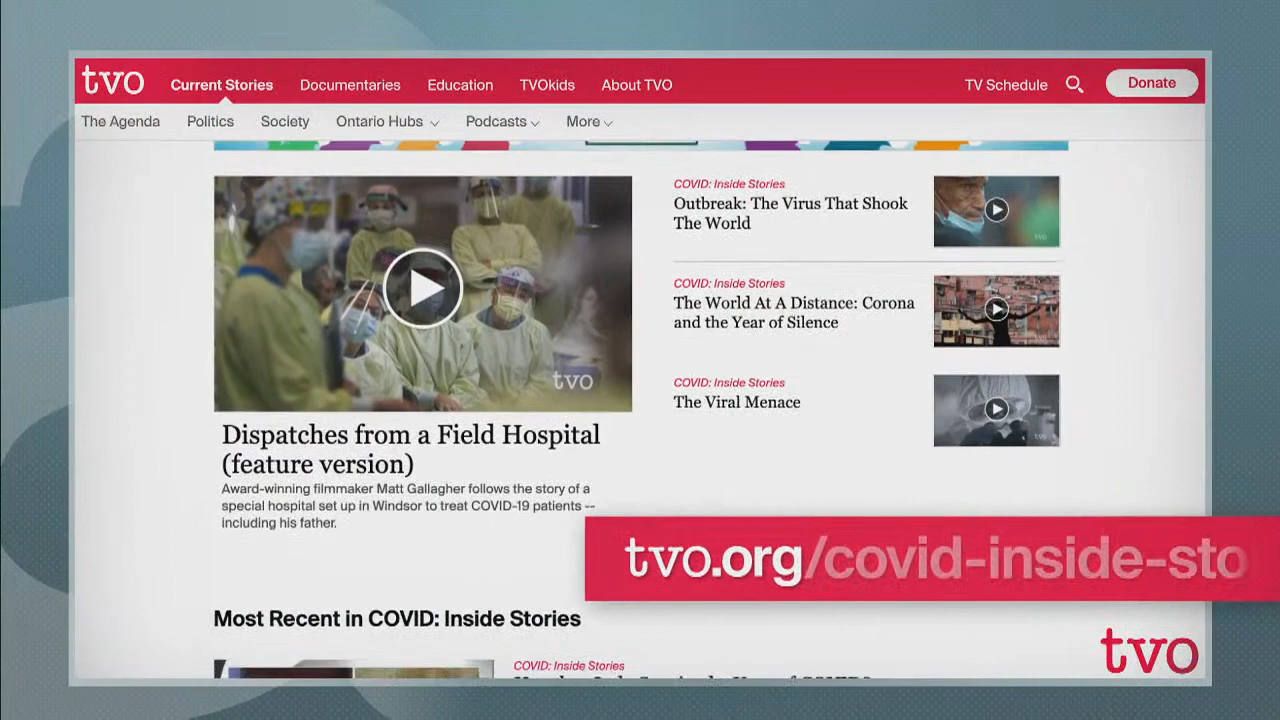 tvo
Current Stories Documentaries Education TVOkids About TVO TV Schedule Donate
The Agenda Politics Society Ontario Hubs Podcasts More
COVID: Inside Stories
Outbreak: The Virus That Shook
The World
COVID: Inside Stories
The World At A Distance: Corona
and the Year of Silence
COVID: Inside Stories
The Viral Menace
tvo
tvo
tvo
tvo
Dispatches from a Field Hospital
(feature version)
Award-winning filmmaker Matt Gallagher follows the story of a
special hospital set up in Windsor to treat COVID-19 patients --
including his father.
tvo.org/covid-inside-sto
Most Recent in COVID: Inside Stories
COVID: Inside Stories
tvo